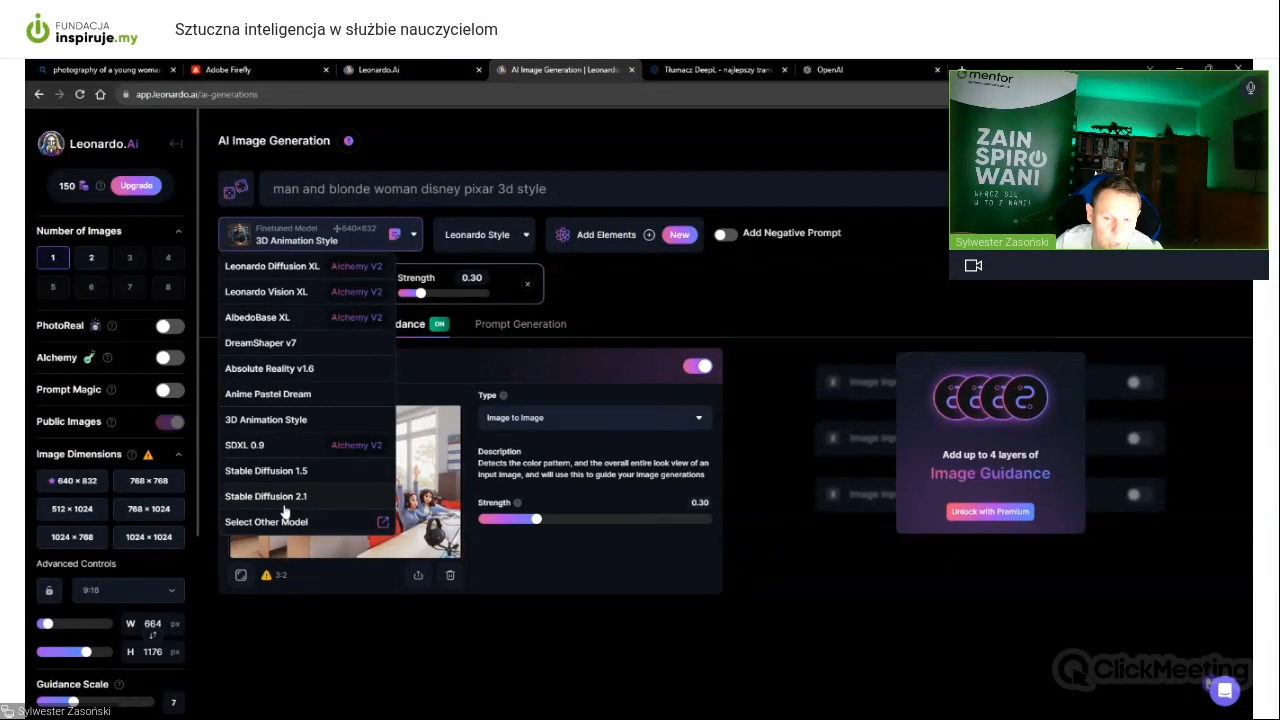 FUNDACJA
inspiruje.my
Sztuczna inteligencja w służbie nauczycielom
photography of a young woma
Adobe Firefly
Leonardo.Ai
AI Image Generation | Leonardo
Tłumacz DeepL - najlepszy tran
OpenAI
app.leonardo.ai/ai-generations
mentor
ZAIN
SPIRO
WANI
WŁĄCZ SIĘ
W TO Z NAMI!
Sylwester Zasoński
Leonardo.Ai
150
Upgrade
Number of Images
1 2 3 4
5 6 7 8
PhotoReal
Alchemy
Prompt Magic
Public Images
Image Dimensions
640 × 832 768 × 768
512 × 1024 768 × 1024
1024 × 768 1024 × 1024
Advanced Controls
9:16
W 664 px
H 1176 px
Guidance Scale
7
AI Image Generation
man and blonde woman disney pixar 3d style
Finetuned Model 640×832
3D Animation Style
Leonardo Style
Add Elements
New
Add Negative Prompt
Leonardo Diffusion XL Alchemy V2
Leonardo Vision XL Alchemy V2
AlbedoBase XL Alchemy V2
DreamShaper v7
Absolute Reality v1.6
Anime Pastel Dream
3D Animation Style
SDXL 0.9 Alchemy V2
Stable Diffusion 1.5
Stable Diffusion 2.1
Select Other Model
Strength 0.30
dance ON
Prompt Generation
Type
Image to Image
Description
Detects the color pattern, and the overall entire look view of an
input image, and will use this to guide your image generations
Strength 0.30
3:2
Add up to 4 layers of
Image Guidance
Unlock with Premium
ClickMeeting
Sylwester Zasoński